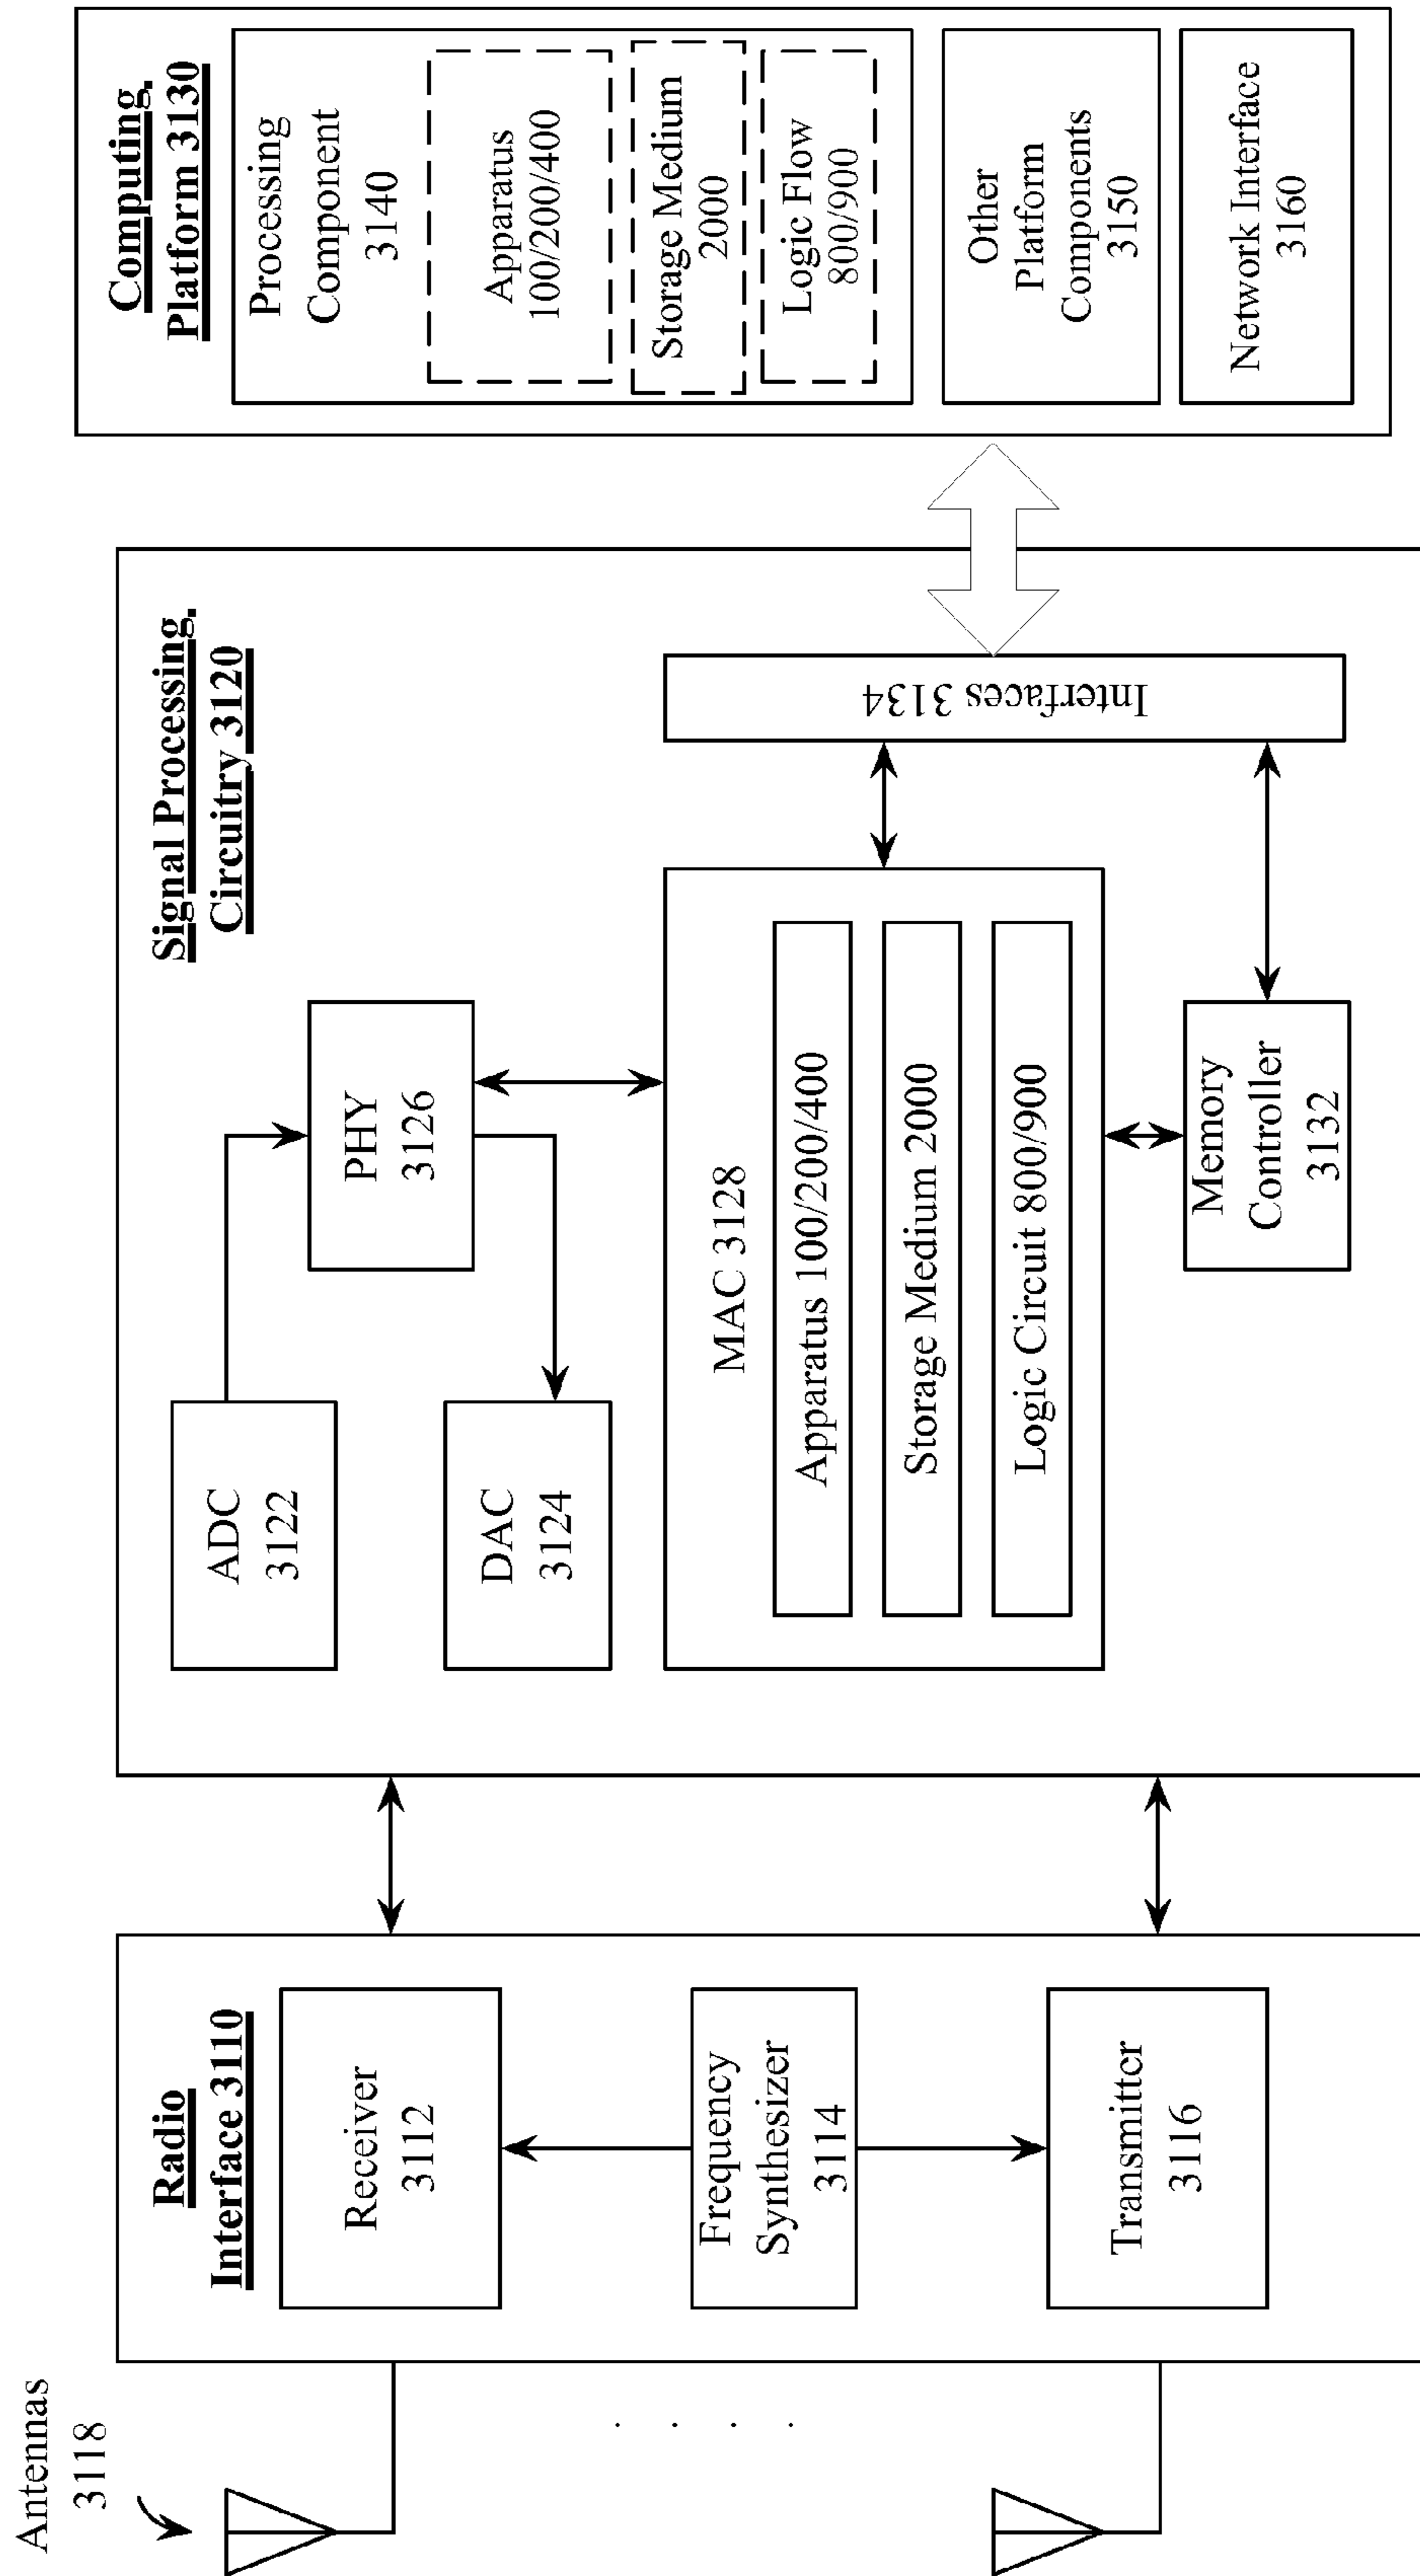 Antennas
3118
Radio
Interface 3110
Receiver
3112
Frequency
Synthesizer
3114
Transmitter
3116
Signal Processing
Circuitry 3120
ADC
3122
DAC
3124
PHY
3126
MAC 3128
Apparatus 100/200/400
Storage Medium 2000
Logic Circuit 800/900
Memory
Controller
3132
Interfaces 3134
Computing
Platform 3130
Processing
Component
3140
Apparatus
100/200/400
Storage Medium
2000
Logic Flow
800/900
Other
Platform
Components
3150
Network Interface
3160